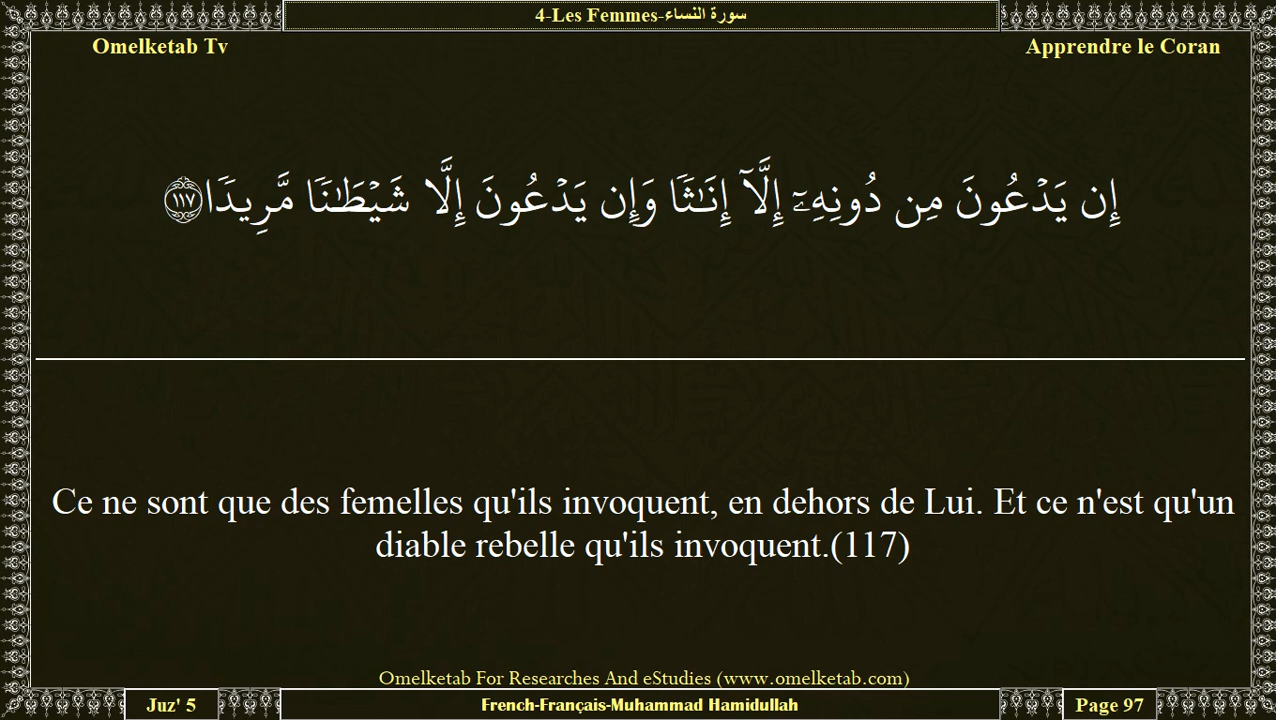 4-Les Femmes-سورة النساء
Omelketab Tv
Apprendre le Coran
إِن يَدۡعُونَ مِن دُونِهِۦٓ إِلَّآ إِنَٰثٗا وَإِن يَدۡعُونَ إِلَّا شَيۡطَٰنٗا مَّرِيدٗا ١١٧
Ce ne sont que des femelles qu'ils invoquent, en dehors de Lui. Et ce n'est qu'un
diable rebelle qu'ils invoquent.(117)
Omelketab For Researches And eStudies (www.omelketab.com)
Juz' 5
French-Français-Muhammad Hamidullah
Page 97